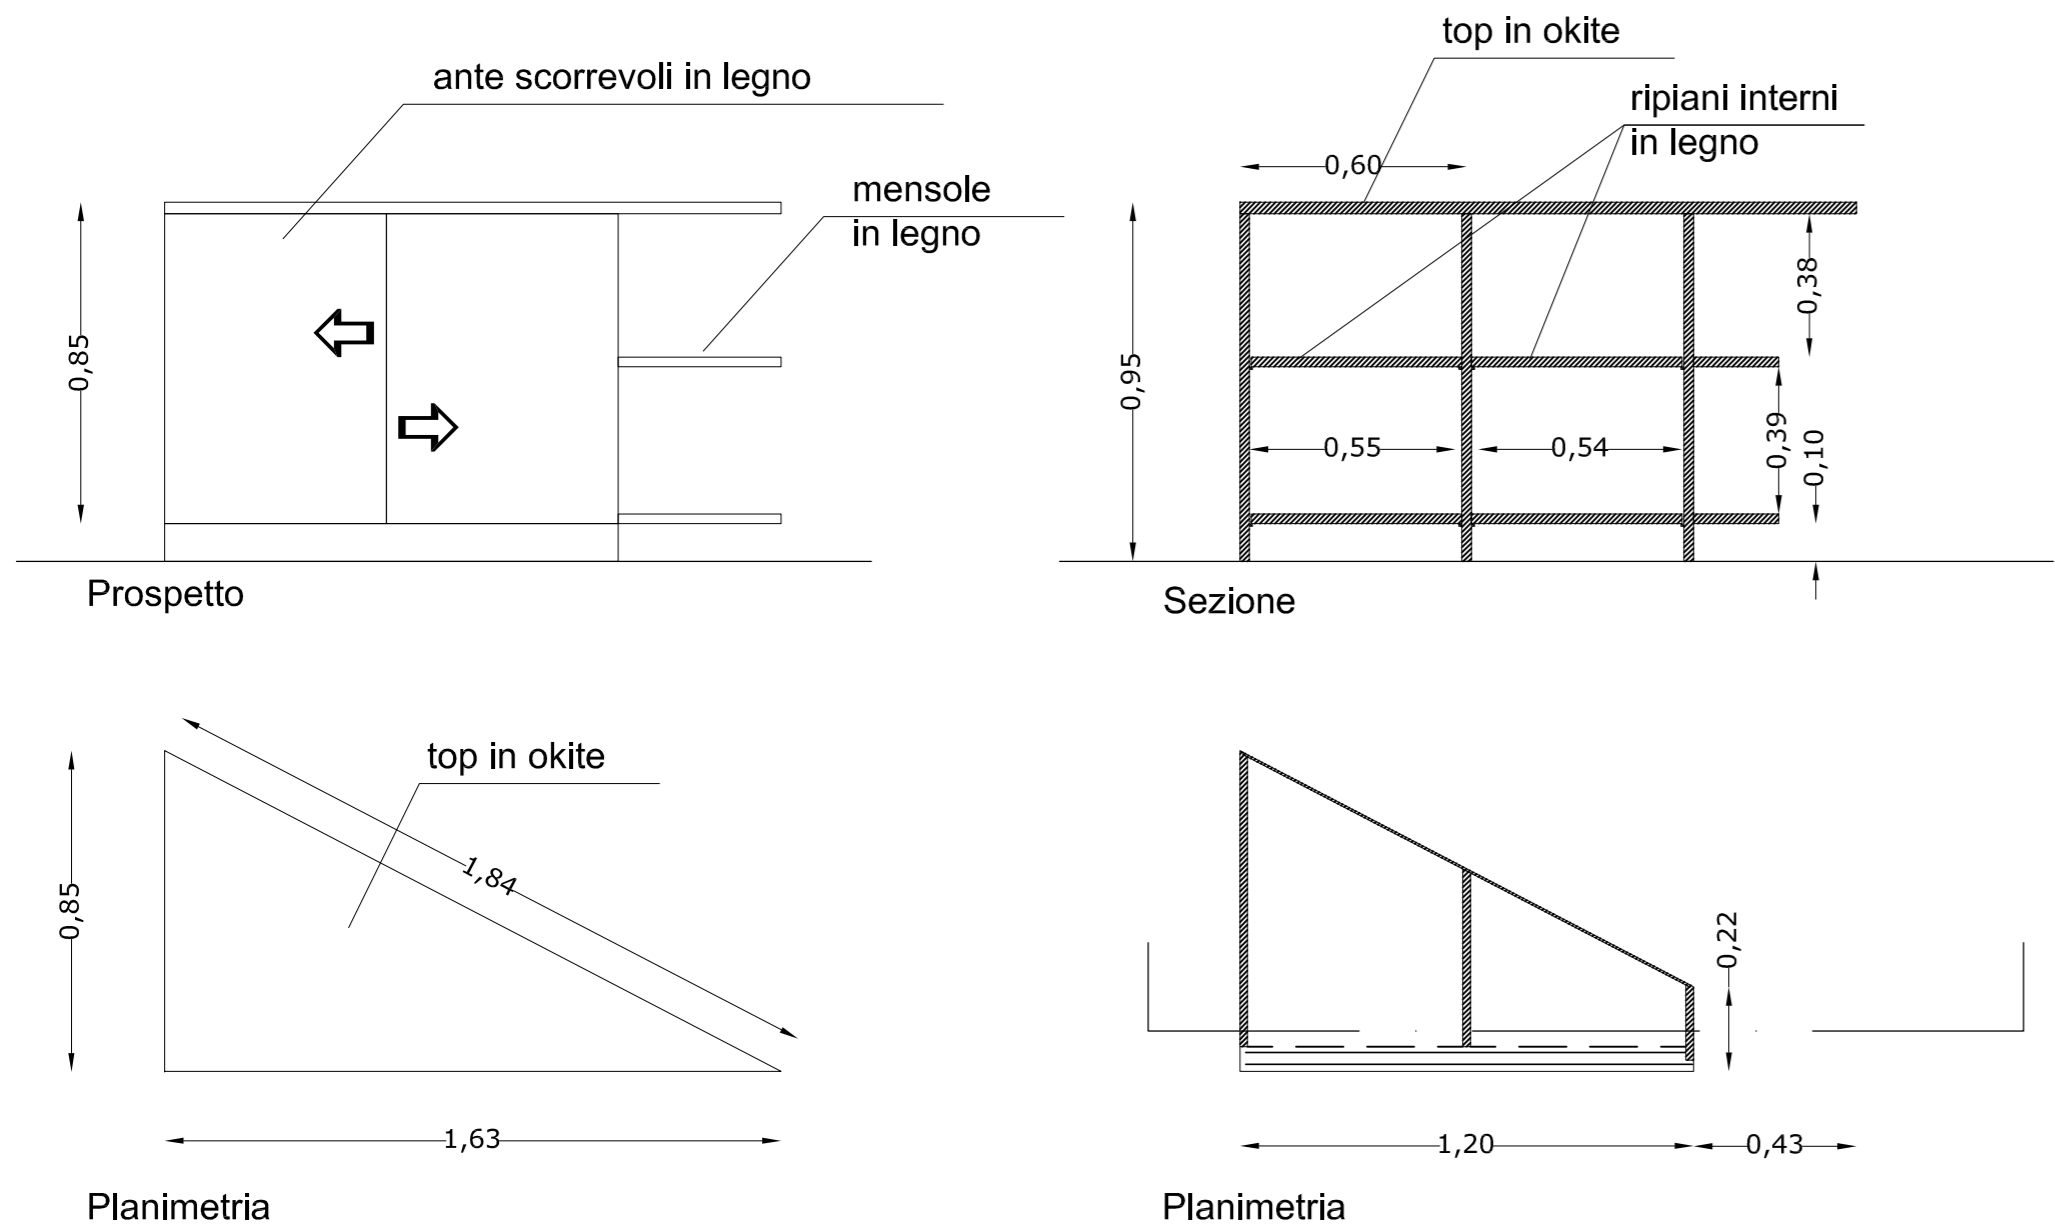 ante scorrevoli in legno
mensole
in legno
0,85
Prospetto
top in okite
ripiani interni
in legno
0,60
0,95
0,38
0,55
0,54
0,39
0,10
Sezione
top in okite
1,84
0,85
1,63
Planimetria
0,22
1,20
0,43
Planimetria